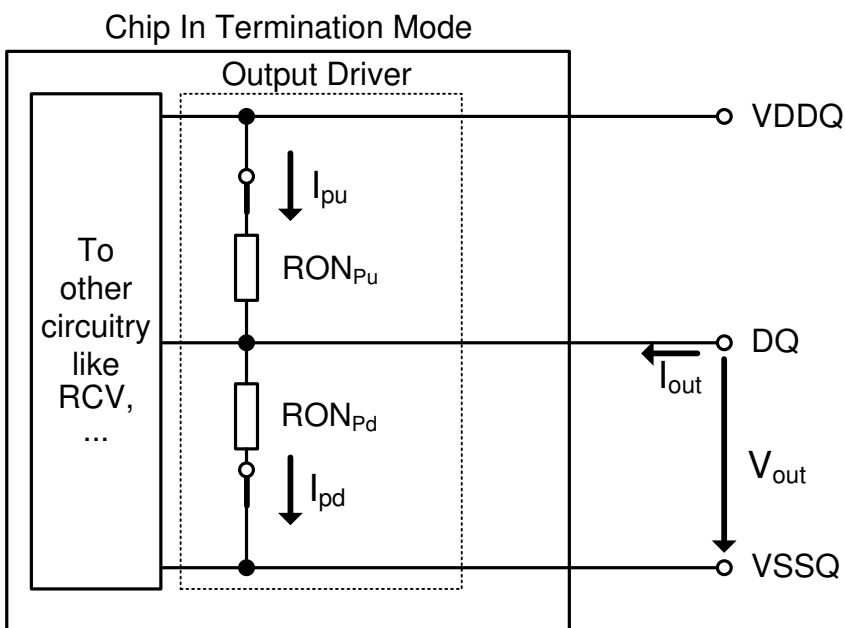 Chip In Termination Mode
Output Driver
VDDQ
Ipu
To
other
circuitry
like
RCV,
...
RONPu
DQ
Iout
RONPd
Vout
Ipd
VSSQ